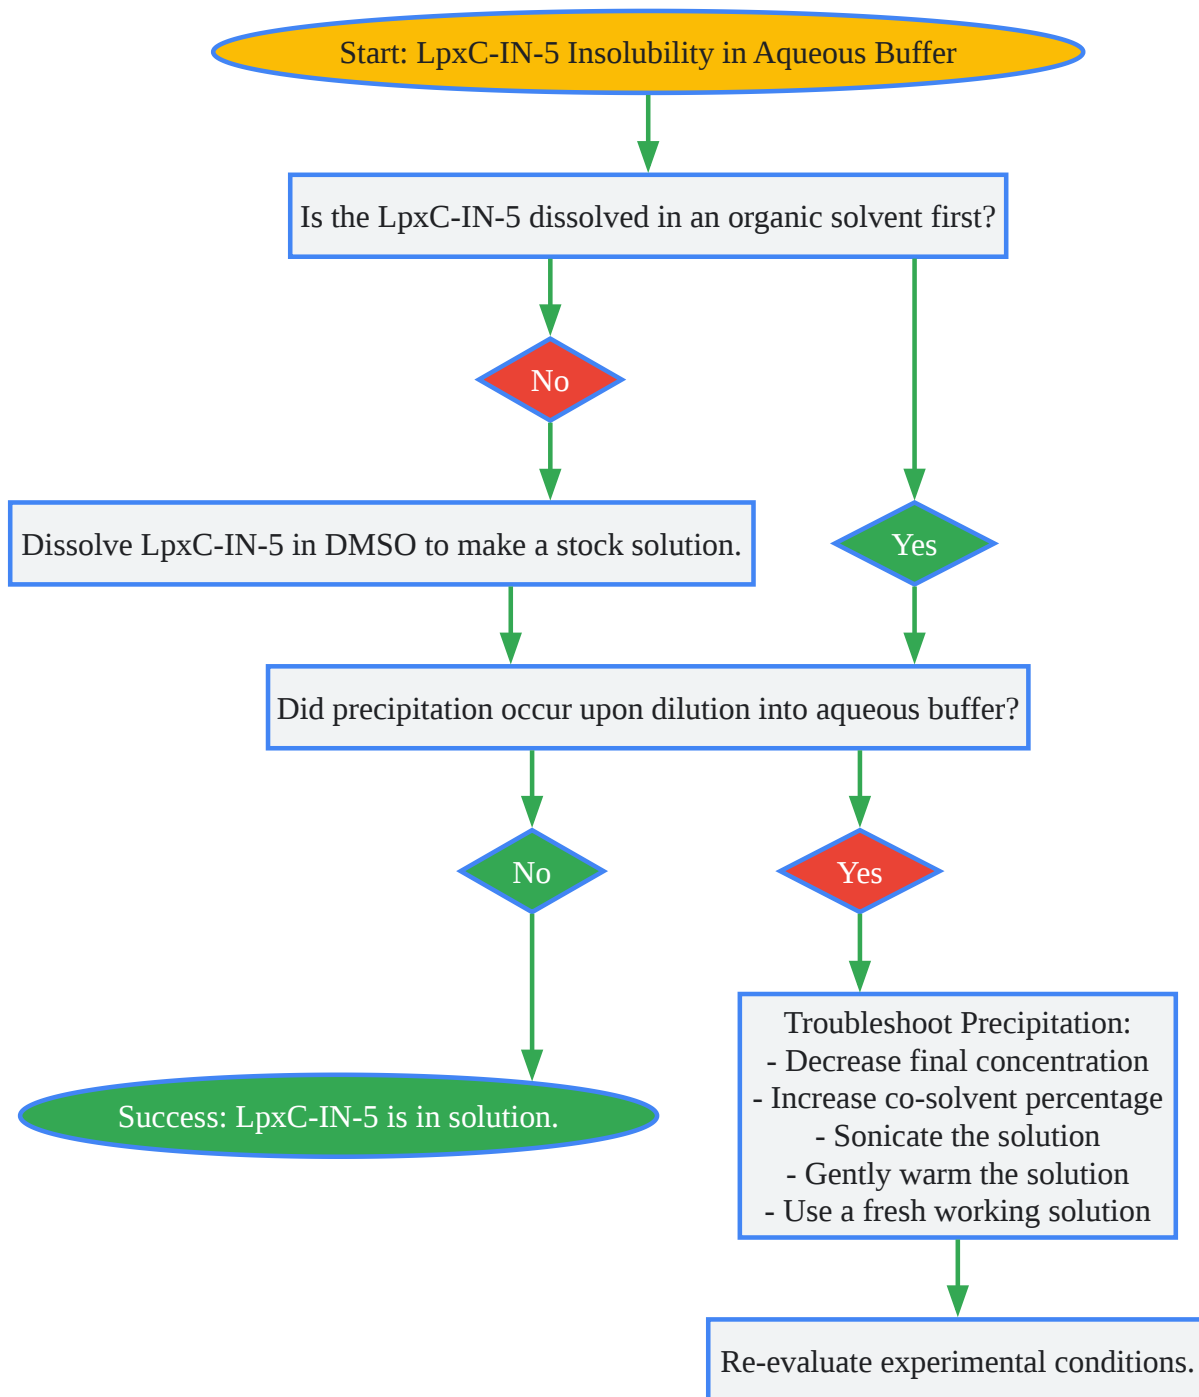 Start: LpxC-IN-5 Insolubility in Aqueous Buffer
Is the LpxC-IN-5 dissolved in an organic solvent first?
No
Dissolve LpxC-IN-5 in DMSO to make a stock solution.
Yes
Did precipitation occur upon dilution into aqueous buffer?
No
Yes
Troubleshoot Precipitation:
- Decrease final concentration
- Increase co-solvent percentage
- Sonicate the solution
- Gently warm the solution
- Use a fresh working solution
Success: LpxC-IN-5 is in solution.
Re-evaluate experimental conditions.